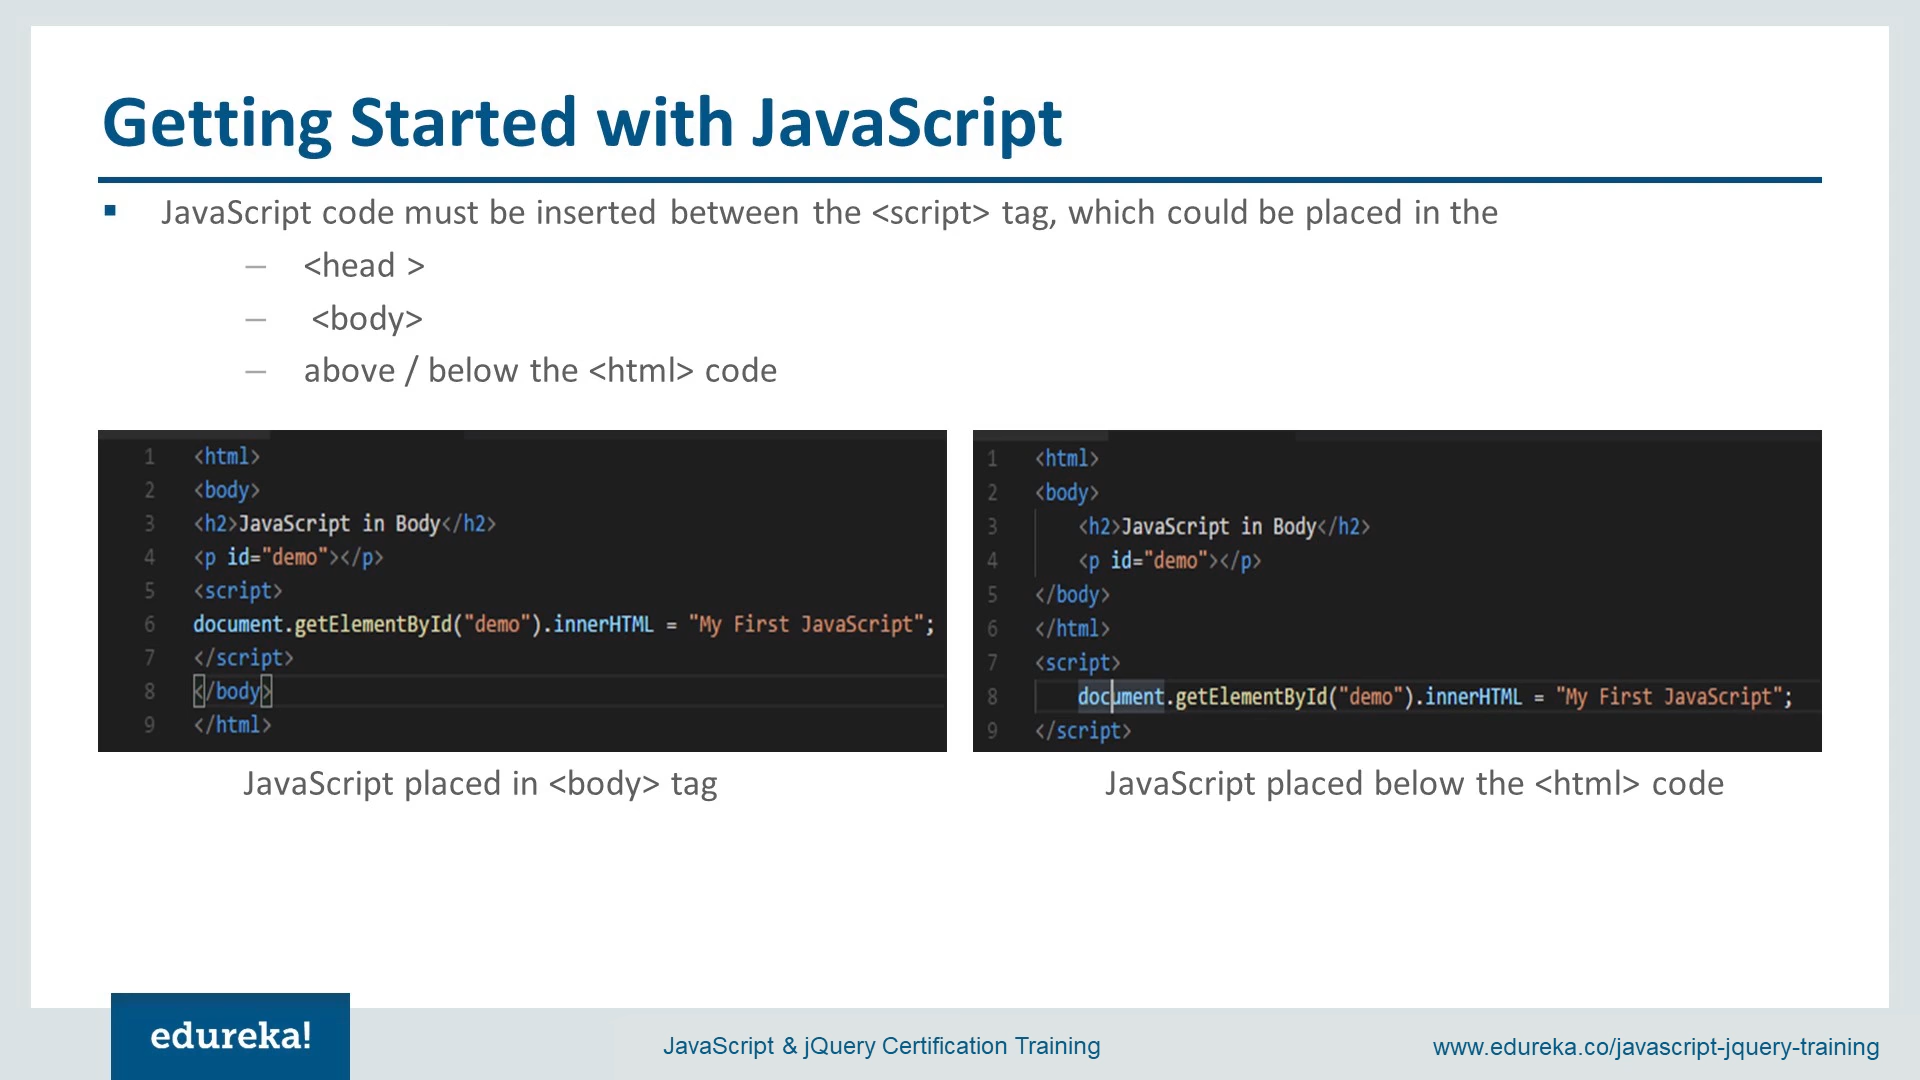 Getting Started with JavaScript
▪ JavaScript code must be inserted between the <script> tag, which could be placed in the
– <head >
– <body>
– above / below the <html> code
1 <html>
2 <body>
3 <h2>JavaScript in Body</h2>
4 <p id="demo"></p>
5 <script>
6 document.getElementById("demo").innerHTML = "My First JavaScript";
7 </script>
8 </body>
9 </html>
JavaScript placed in <body> tag
1 <html>
2 <body>
3 <h2>JavaScript in Body</h2>
4 <p id="demo"></p>
5 </body>
6 </html>
7 <script>
8 document.getElementById("demo").innerHTML = "My First JavaScript";
9 </script>
JavaScript placed below the <html> code
edureka!
JavaScript & jQuery Certification Training
www.edureka.co/javascript-jquery-training